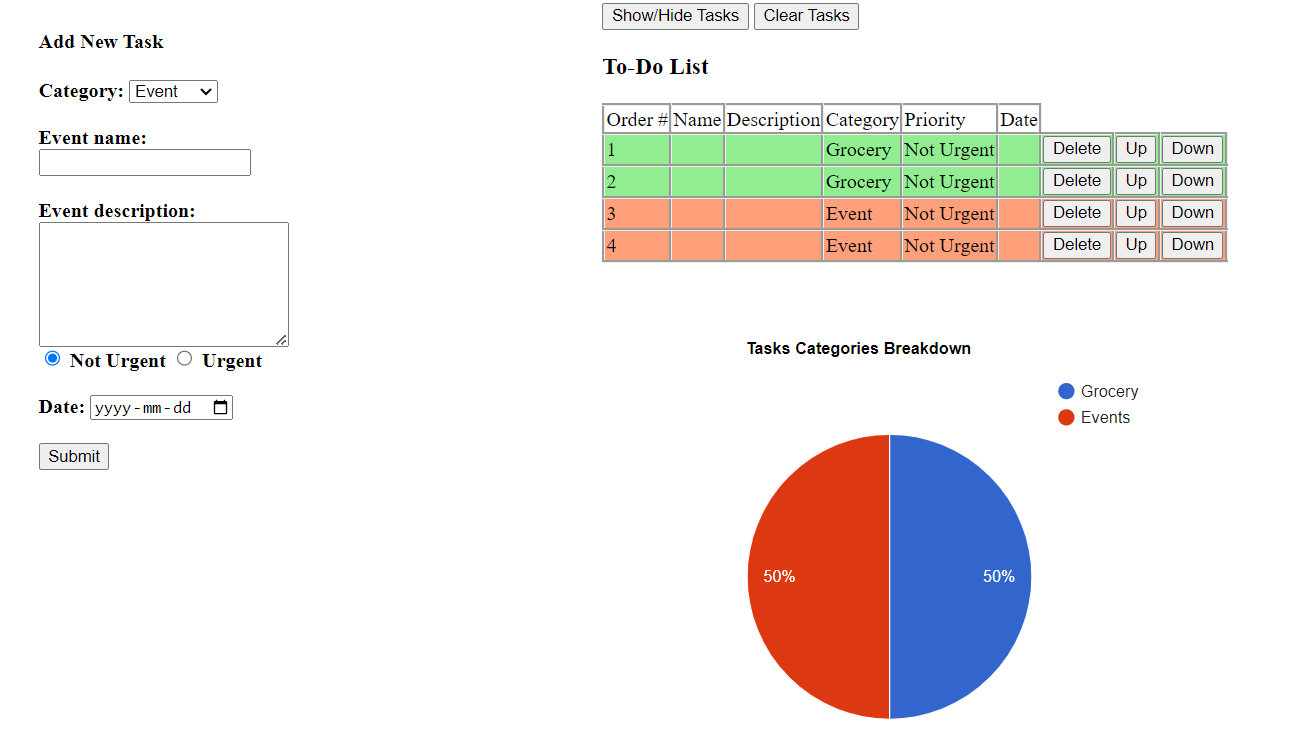 Add New Task
Category: Event
Event name:
Event description:
Not Urgent Urgent
Date: yyyy-mm-dd
Submit
Show/Hide Tasks Clear Tasks
To-Do List
Order # Name Description Category Priority Date
1 Grocery Not Urgent Delete Up Down
2 Grocery Not Urgent Delete Up Down
3 Event Not Urgent Delete Up Down
4 Event Not Urgent Delete Up Down
Tasks Categories Breakdown
Grocery
Events
50% 50%